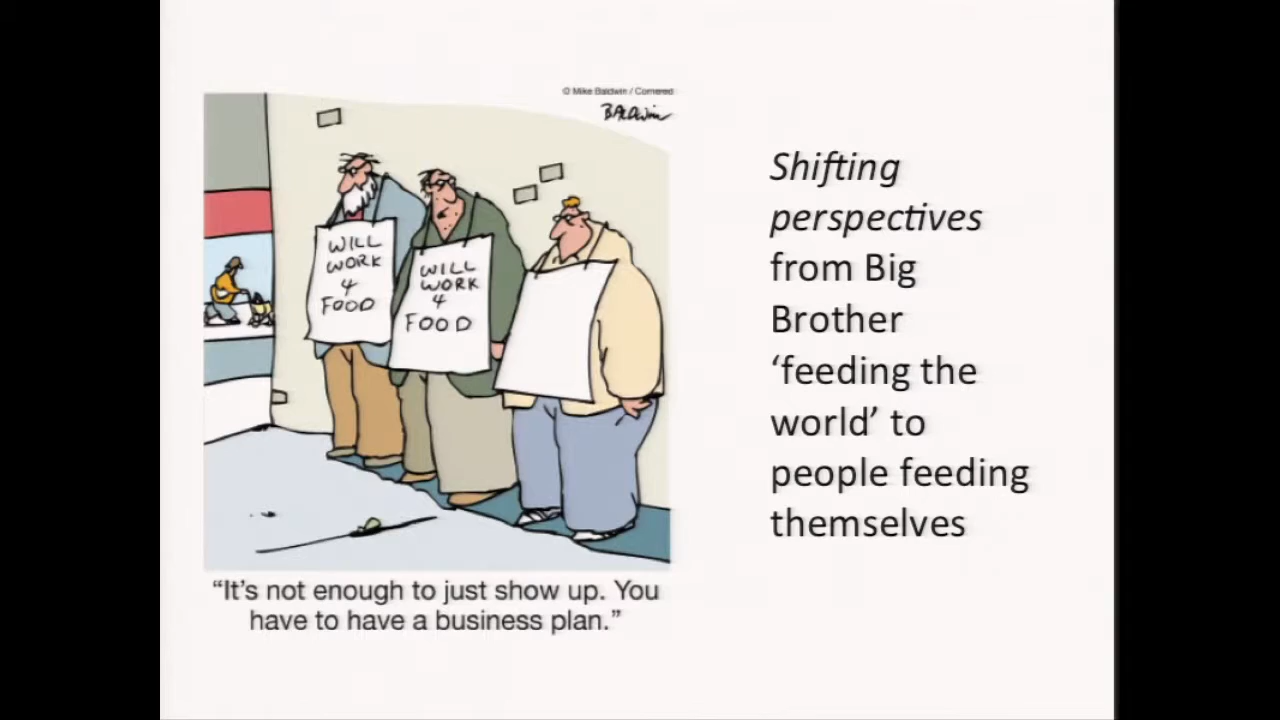 © Mike Baldwin / Cornered
BALDWIN
WILL
WORK
4
FOOD
WILL
WORK
4
FOOD
“It’s not enough to just show up. You
have to have a business plan.”
Shifting
perspectives
from Big
Brother
‘feeding the
world’ to
people feeding
themselves